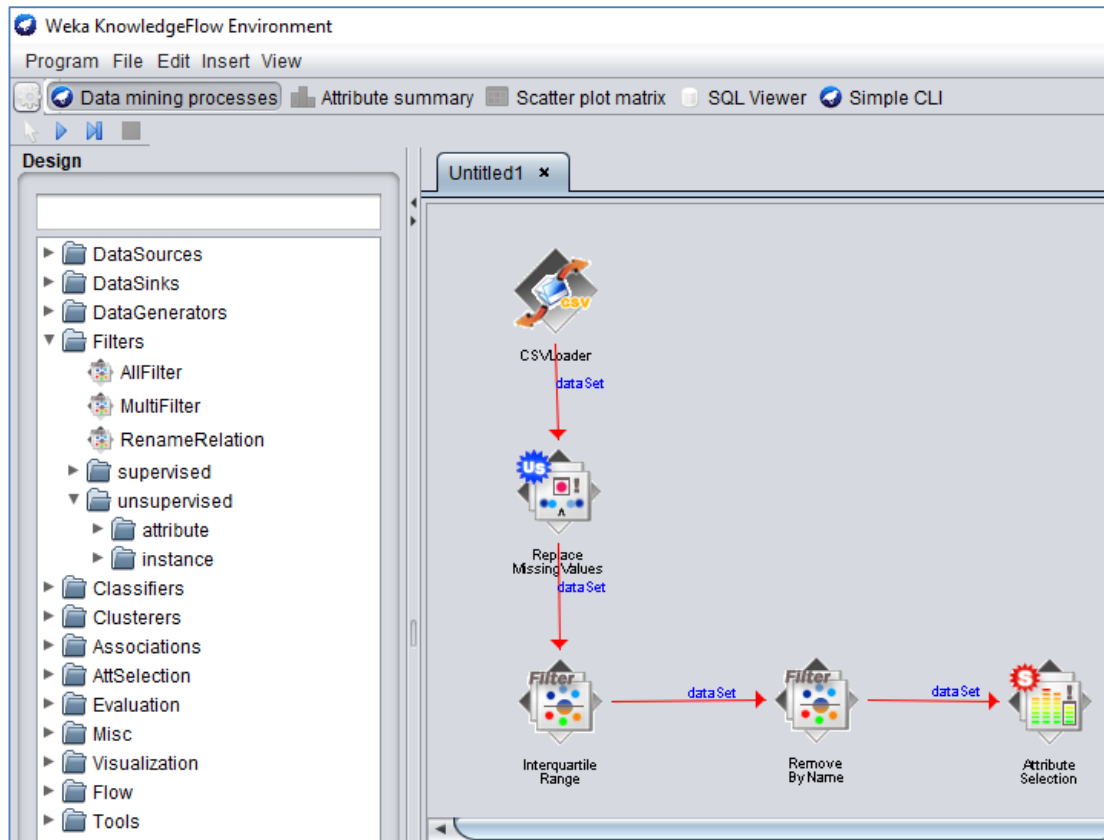 Weka KnowledgeFlow Environment
Program File Edit Insert View
Data mining processes Attribute summary Scatter plot matrix SQL Viewer Simple CLI
Design
Untitled1 ×
DataSources
DataSinks
DataGenerators
Filters
AllFilter
MultiFilter
RenameRelation
supervised
unsupervised
attribute
instance
Classifiers
Clusterers
Associations
AttSelection
Evaluation
Misc
Visualization
Flow
Tools
CSV
CSVLoader
dataSet
Us
Replace
MissingValues
dataSet
Filter
Interquartile
Range
dataSet
Filter
Remove
ByName
dataSet
S
Attribute
Selection